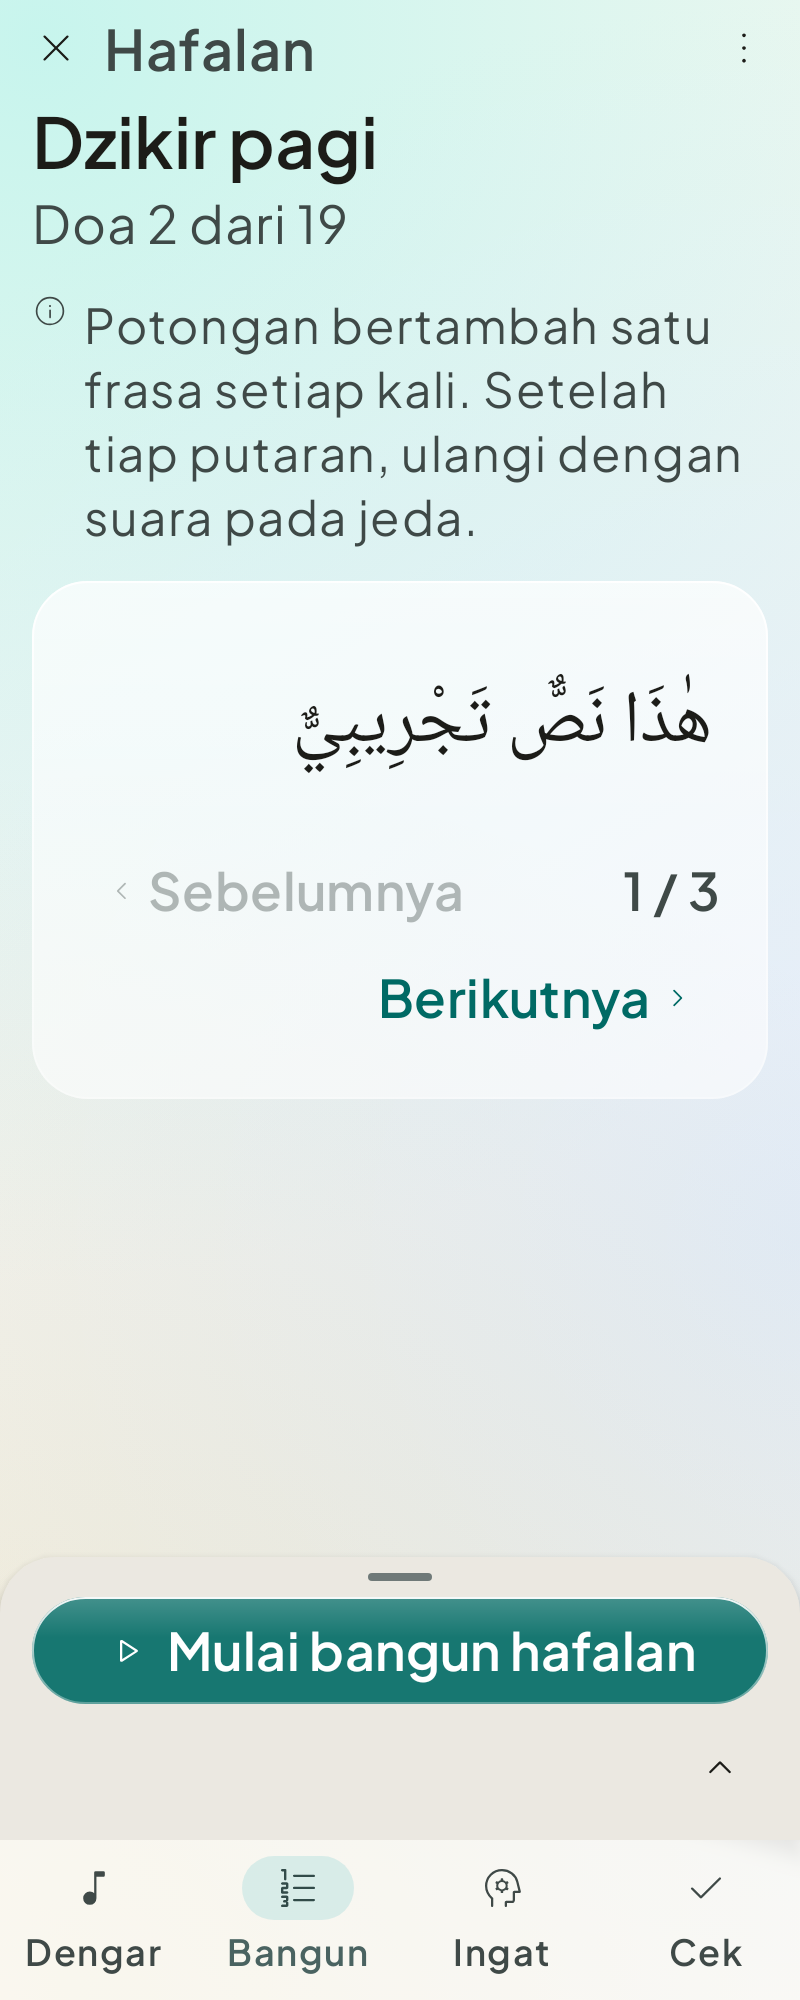 Hafalan
Dzikir pagi
Doa 2 dari 19
Potongan bertambah satu
frasa setiap kali. Setelah
tiap putaran, ulangi dengan
suara pada jeda.
هٰذَا نَصٌّ تَجْرِيبِيٌّ
Sebelumnya
1 / 3
Berikutnya
Mulai bangun hafalan
Dengar
Bangun
Ingat
Cek